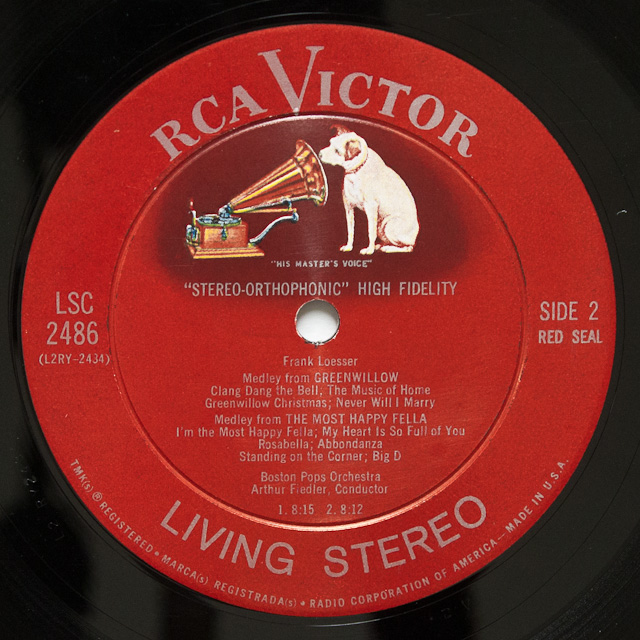 RCA VICTOR
"HIS MASTER'S VOICE"
"STEREO-ORTHOPHONIC" HIGH FIDELITY
LSC
2486
(L2RY-2434)
SIDE 2
RED SEAL
Frank Loesser
Medley from GREENWILLOW
Clang Dang the Bell, The Music of Home
Greenwillow Christmas; Never Will I Marry
Medley from THE MOST HAPPY FELLA
I'm the Most Happy Fella; My Heart Is So Full of You
Rosabella; Abbondanza
Standing on the Corner; Big D
Boston Pops Orchestra
Arthur Fiedler, Conductor
1. 8:15 2. 8:12
LIVING STEREO
TMK(s) ® REGISTERED • MARCA(s) REGISTRADA(s) • RADIO CORPORATION OF AMERICA—MADE IN U.S.A.